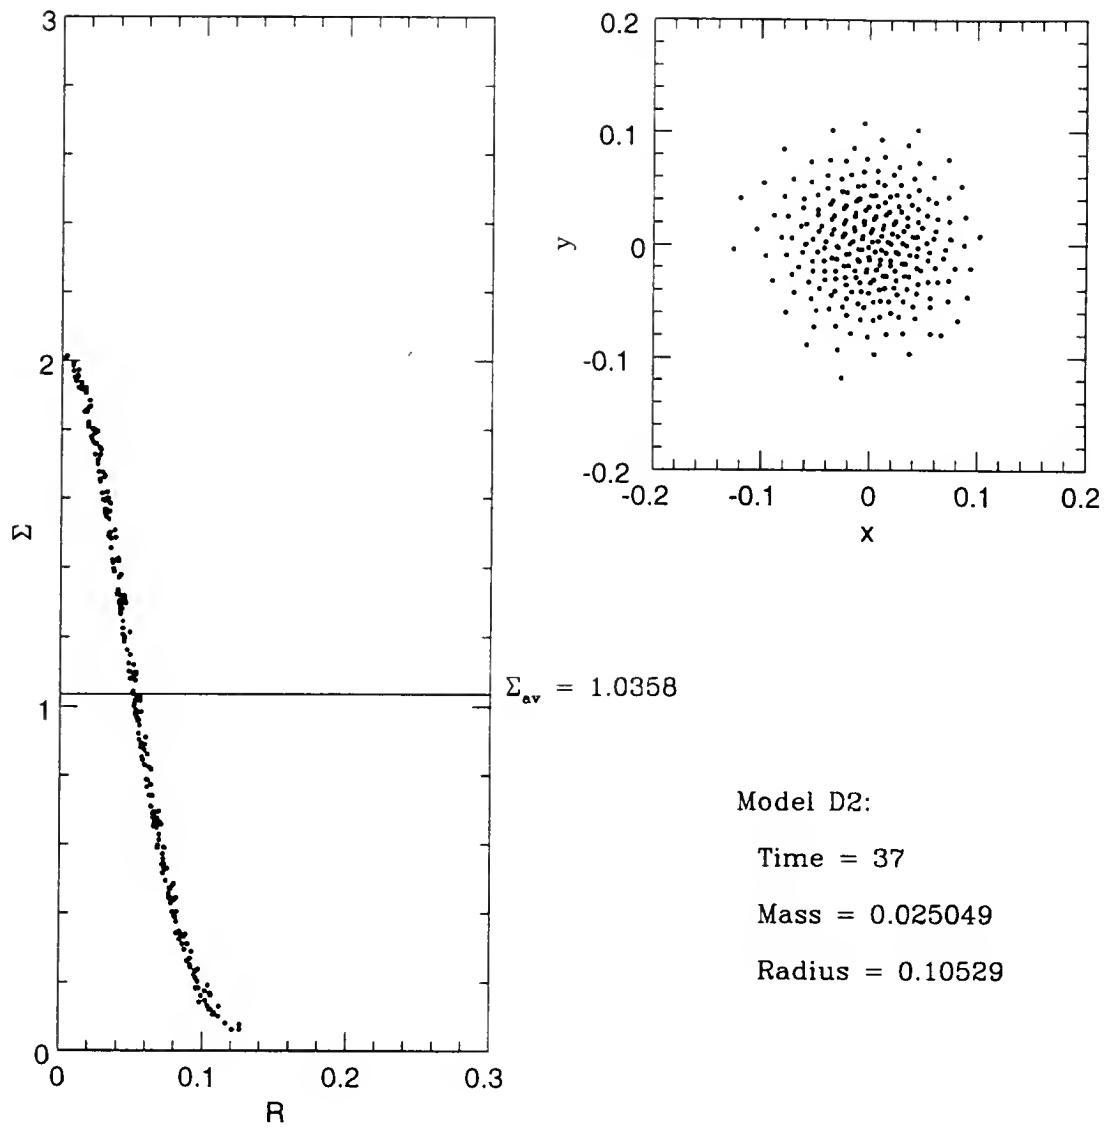 3
2
1
0
Σ
0
0.1
0.2
0.3
R
Σav = 1.0358
0.2
0.1
0
-0.1
-0.2
y
-0.2
-0.1
0
0.1
0.2
x
Model D2:
Time = 37
Mass = 0.025049
Radius = 0.10529